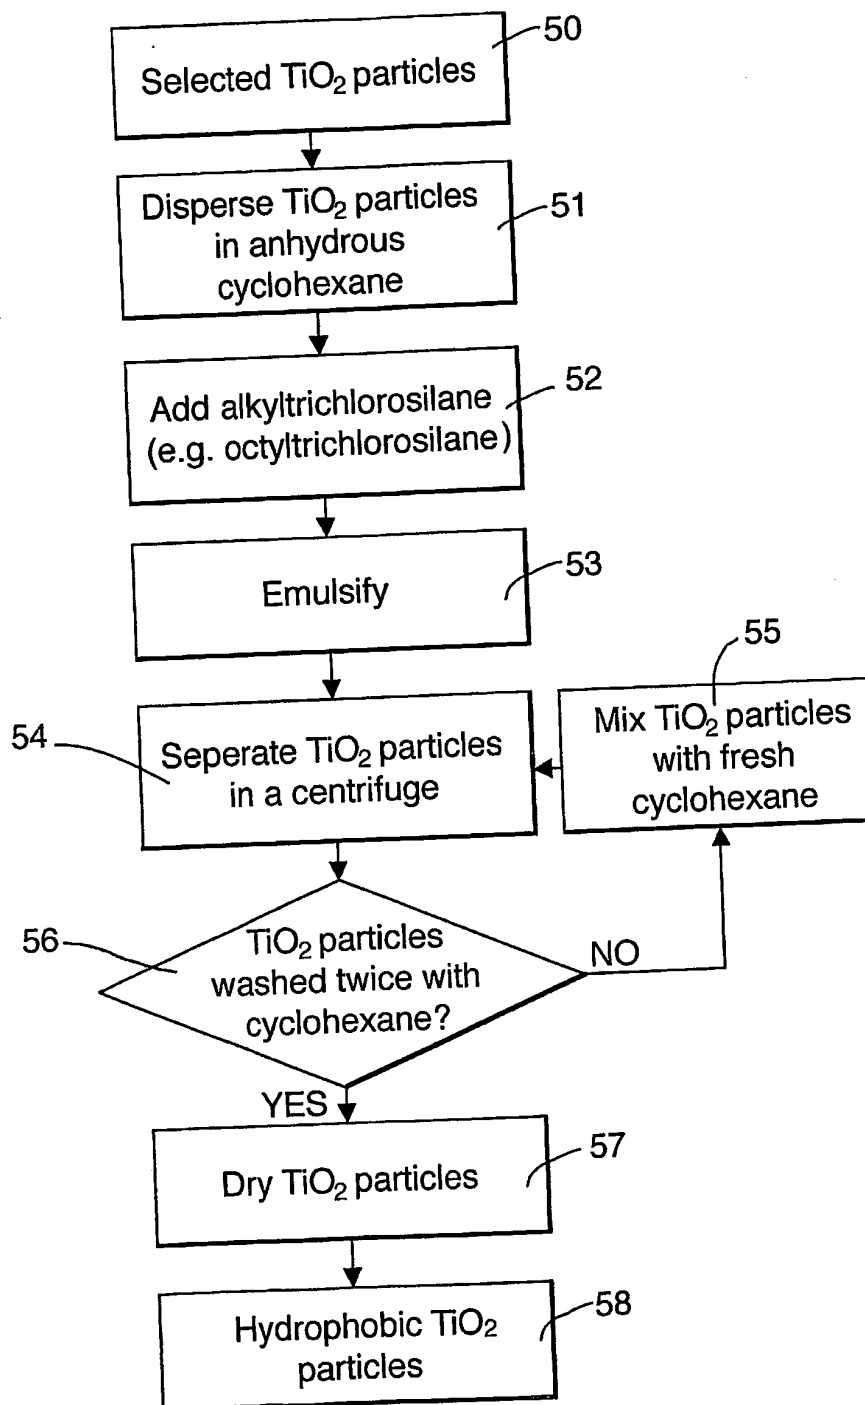 50
Selected TiO₂ particles
Disperse TiO₂ particles
in anhydrous
cyclohexane
51
Add alkyltrichlorosilane
(e.g. octyltrichlorosilane)
52
Emulsify
53
54
Seperate TiO₂ particles
in a centrifuge
55
Mix TiO₂ particles
with fresh
cyclohexane
56
TiO₂ particles
washed twice with
cyclohexane?
NO
YES
Dry TiO₂ particles
57
Hydrophobic TiO₂
particles
58